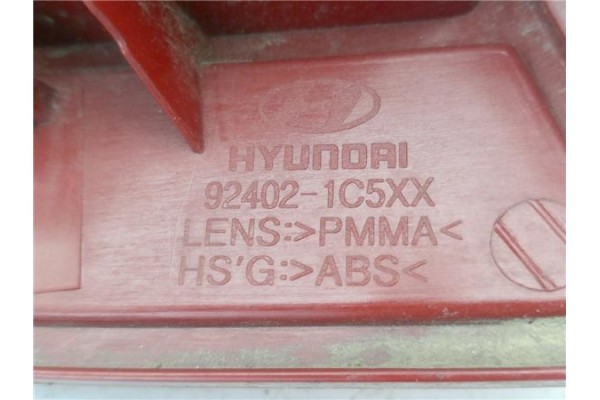 HYUNDAI
92402-1C5XX
LENS:>PMMA<
HS'G:>ABS<